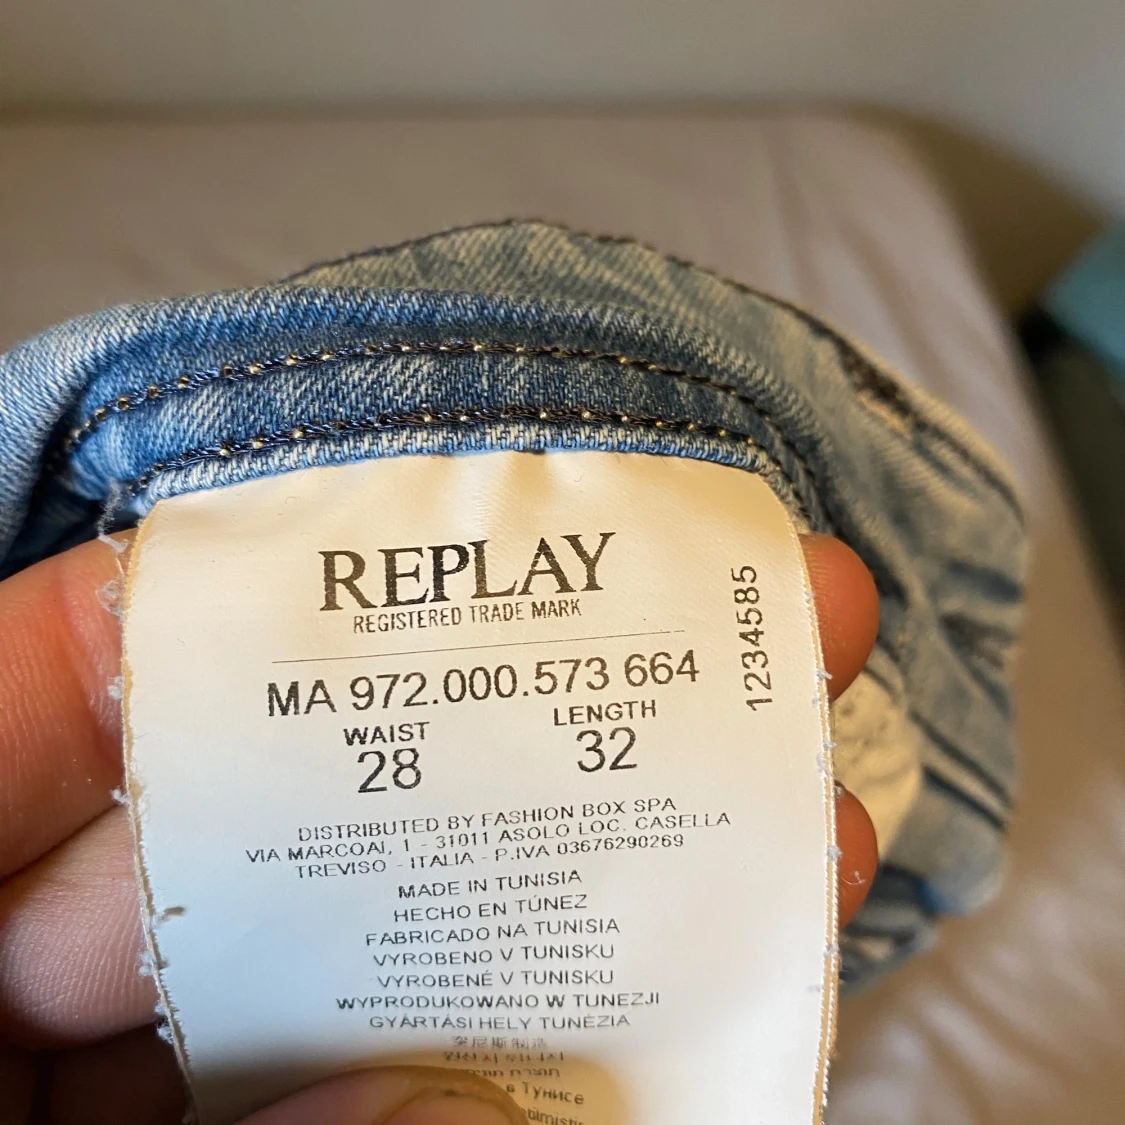 REPLAY
REGISTERED TRADE MARK
1234585
MA 972.000.573 664
WAIST LENGTH
28 32
DISTRIBUTED BY FASHION BOX SPA
VIA MARCOAI, 1 - 31011 ASOLO LOC. CASELLA
TREVISO - ITALIA - P.IVA 03676290269
MADE IN TUNISIA
HECHO EN TÚNEZ
FABRICADO NA TUNISIA
VYROBENO V TUNISKU
VYROBENÉ V TUNISKU
WYPRODUKOWANO W TUNEZJI
GYÁRTÁSI HELY TUNÉZIA
в Тунисе